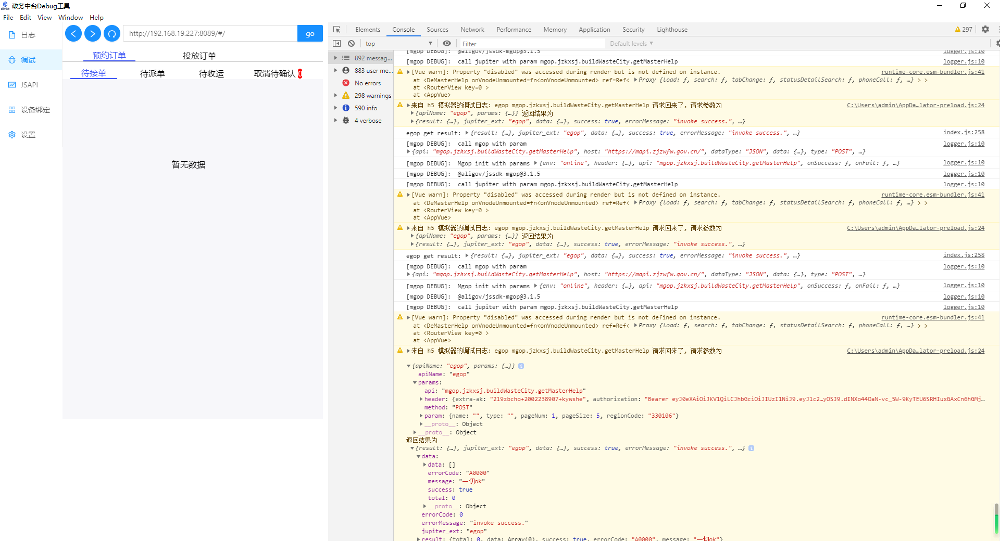 政务中台Debug工具
File Edit View Window Help
日志
调试
JSAPI
设备绑定
设置
http://192.168.19.227:8089/#/ go
预约订单 投放订单
待接单 待派单 待收运 取消待确认 0
暂无数据
Elements Console Sources Network Performance Memory Application Security Lighthouse 297
top Filter Default levels
892 messag...
883 user me...
No errors
298 warnings
590 info
4 verbose
[mgop DEBUG]: @aligov/jssdk-mgop@3.1.5 logger.js:10
[mgop DEBUG]: call jupiter with param mgop.jzkxsj.buildWasteCity.getMasterHelp logger.js:10
[Vue warn]: Property "disabled" was accessed during render but is not defined on instance. runtime-core.esm-bundler.js:41
at <DeMasterHelp onVnodeUnmounted=fn<onVnodeUnmounted> ref=Ref< Proxy {load: ƒ, search: ƒ, tabChange: ƒ, statusDetailSearch: ƒ, phoneCall: ƒ, …} > >
at <RouterView key=0 >
at <AppVue>
来自 h5 模拟器的调试日志: egop mgop.jzkxsj.buildWasteCity.getMasterHelp 请求回来了, 请求参数为 C:\Users\admin\AppDa…lator-preload.js:24
{apiName: "egop", params: {…}} 返回结果为
{result: {…}, jupiter_ext: "egop", data: {…}, success: true, errorMessage: "invoke success.", …}
egop get result: {result: {…}, jupiter_ext: "egop", data: {…}, success: true, errorMessage: "invoke success.", …} index.js:258
[mgop DEBUG]: call mgop with param logger.js:10
{api: "mgop.jzkxsj.buildWasteCity.getMasterHelp", host: "https://mapi.zjzwfw.gov.cn/", dataType: "JSON", data: {…}, type: "POST", …}
[mgop DEBUG]: Mgop init with params {env: "online", header: {…}, api: "mgop.jzkxsj.buildWasteCity.getMasterHelp", onSuccess: ƒ, onFail: ƒ, …} logger.js:10
[mgop DEBUG]: @aligov/jssdk-mgop@3.1.5 logger.js:10
[mgop DEBUG]: call jupiter with param mgop.jzkxsj.buildWasteCity.getMasterHelp logger.js:10
[Vue warn]: Property "disabled" was accessed during render but is not defined on instance. runtime-core.esm-bundler.js:41
at <DeMasterHelp onVnodeUnmounted=fn<onVnodeUnmounted> ref=Ref< Proxy {load: ƒ, search: ƒ, tabChange: ƒ, statusDetailSearch: ƒ, phoneCall: ƒ, …} > >
at <RouterView key=0 >
at <AppVue>
来自 h5 模拟器的调试日志: egop mgop.jzkxsj.buildWasteCity.getMasterHelp 请求回来了, 请求参数为 C:\Users\admin\AppDa…lator-preload.js:24
{apiName: "egop", params: {…}} 返回结果为
{result: {…}, jupiter_ext: "egop", data: {…}, success: true, errorMessage: "invoke success.", …}
egop get result: {result: {…}, jupiter_ext: "egop", data: {…}, success: true, errorMessage: "invoke success.", …} index.js:258
[mgop DEBUG]: call mgop with param logger.js:10
{api: "mgop.jzkxsj.buildWasteCity.getMasterHelp", host: "https://mapi.zjzwfw.gov.cn/", dataType: "JSON", data: {…}, type: "POST", …}
[mgop DEBUG]: Mgop init with params {env: "online", header: {…}, api: "mgop.jzkxsj.buildWasteCity.getMasterHelp", onSuccess: ƒ, onFail: ƒ, …} logger.js:10
[mgop DEBUG]: @aligov/jssdk-mgop@3.1.5 logger.js:10
[mgop DEBUG]: call jupiter with param mgop.jzkxsj.buildWasteCity.getMasterHelp logger.js:10
[Vue warn]: Property "disabled" was accessed during render but is not defined on instance. runtime-core.esm-bundler.js:41
at <DeMasterHelp onVnodeUnmounted=fn<onVnodeUnmounted> ref=Ref< Proxy {load: ƒ, search: ƒ, tabChange: ƒ, statusDetailSearch: ƒ, phoneCall: ƒ, …} > >
at <RouterView key=0 >
at <AppVue>
来自 h5 模拟器的调试日志: egop mgop.jzkxsj.buildWasteCity.getMasterHelp 请求回来了, 请求参数为 C:\Users\admin\AppDa…lator-preload.js:24
{apiName: "egop", params: {…}}
apiName: "egop"
params:
api: "mgop.jzkxsj.buildWasteCity.getMasterHelp"
header: {extra-ak: "219zbcho+2002238907+kywshe", authorization: "Bearer eyJ0eXAiOiJKV1QiLCJhbGciOiJIUzI1NiJ9.eyJ1c2…yOSJ9.dINXo44OaN-vc_5W-9KyTEU6SRHIuxGAxCn6hGMj…
method: "POST"
param: {name: "", type: "", pageNum: 1, pageSize: 5, regionCode: "330106"}
__proto__: Object
__proto__: Object
返回结果为
{result: {…}, jupiter_ext: "egop", data: {…}, success: true, errorMessage: "invoke success.", …}
data:
data: []
errorCode: "A0000"
message: "一切ok"
success: true
total: 0
__proto__: Object
errorCode: 0
errorMessage: "invoke success."
jupiter_ext: "egop"
result: {total: 0, data: Array(0), success: true, errorCode: "A0000", message: "一切ok"}